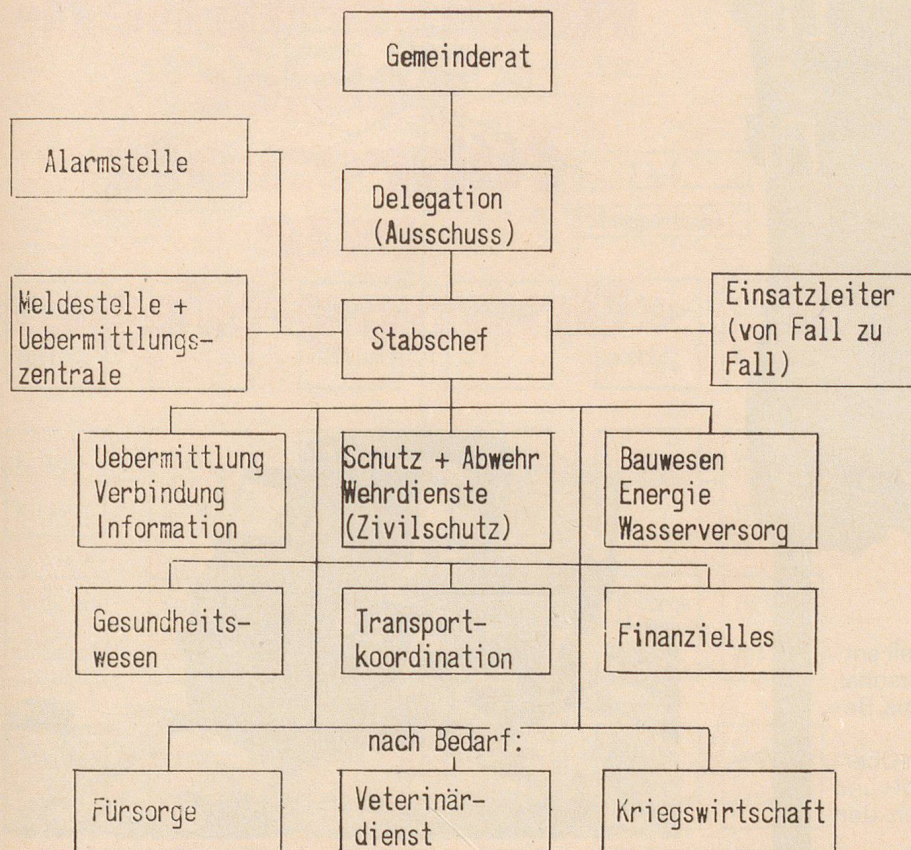 Gemeinderat
Alarmstelle
Delegation
(Ausschuss)
Meldestelle +
Uebermittlungs-
zentrale
Stabschef
Einsatzleiter
(von Fall zu
Fall)
Uebermittlung
Verbindung
Information
Schutz + Abwehr
Wehrdienste
(Zivilschutz)
Bauwesen
Energie
Wasserversorg
Gesundheits-
wesen
Transport-
koordination
Finanzielles
nach Bedarf:
Fürsorge
Veterinär-
dienst
Kriegswirtschaft